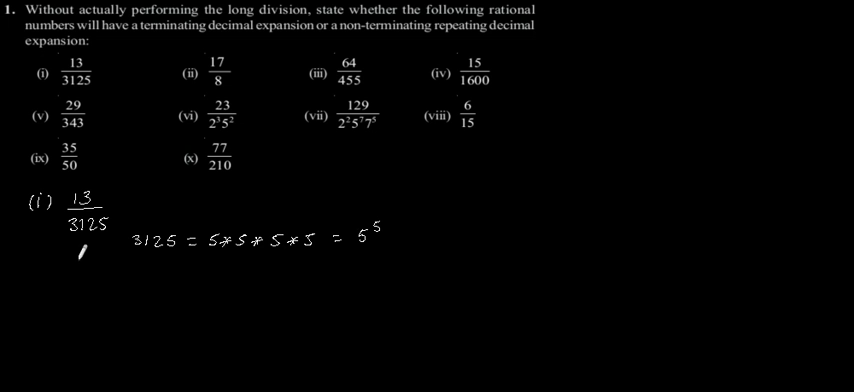 1. Without actually performing the long division, state whether the following rational
numbers will have a terminating decimal expansion or a non-terminating repeating decimal
expansion:
(i) 13/3125 (ii) 17/8 (iii) 64/455 (iv) 15/1600
(v) 29/343 (vi) 23/2³5² (vii) 129/2²5⁷7⁵ (viii) 6/15
(ix) 35/50 (x) 77/210
(i) 13/3125
3125 = 5*5*5*5 = 5⁵